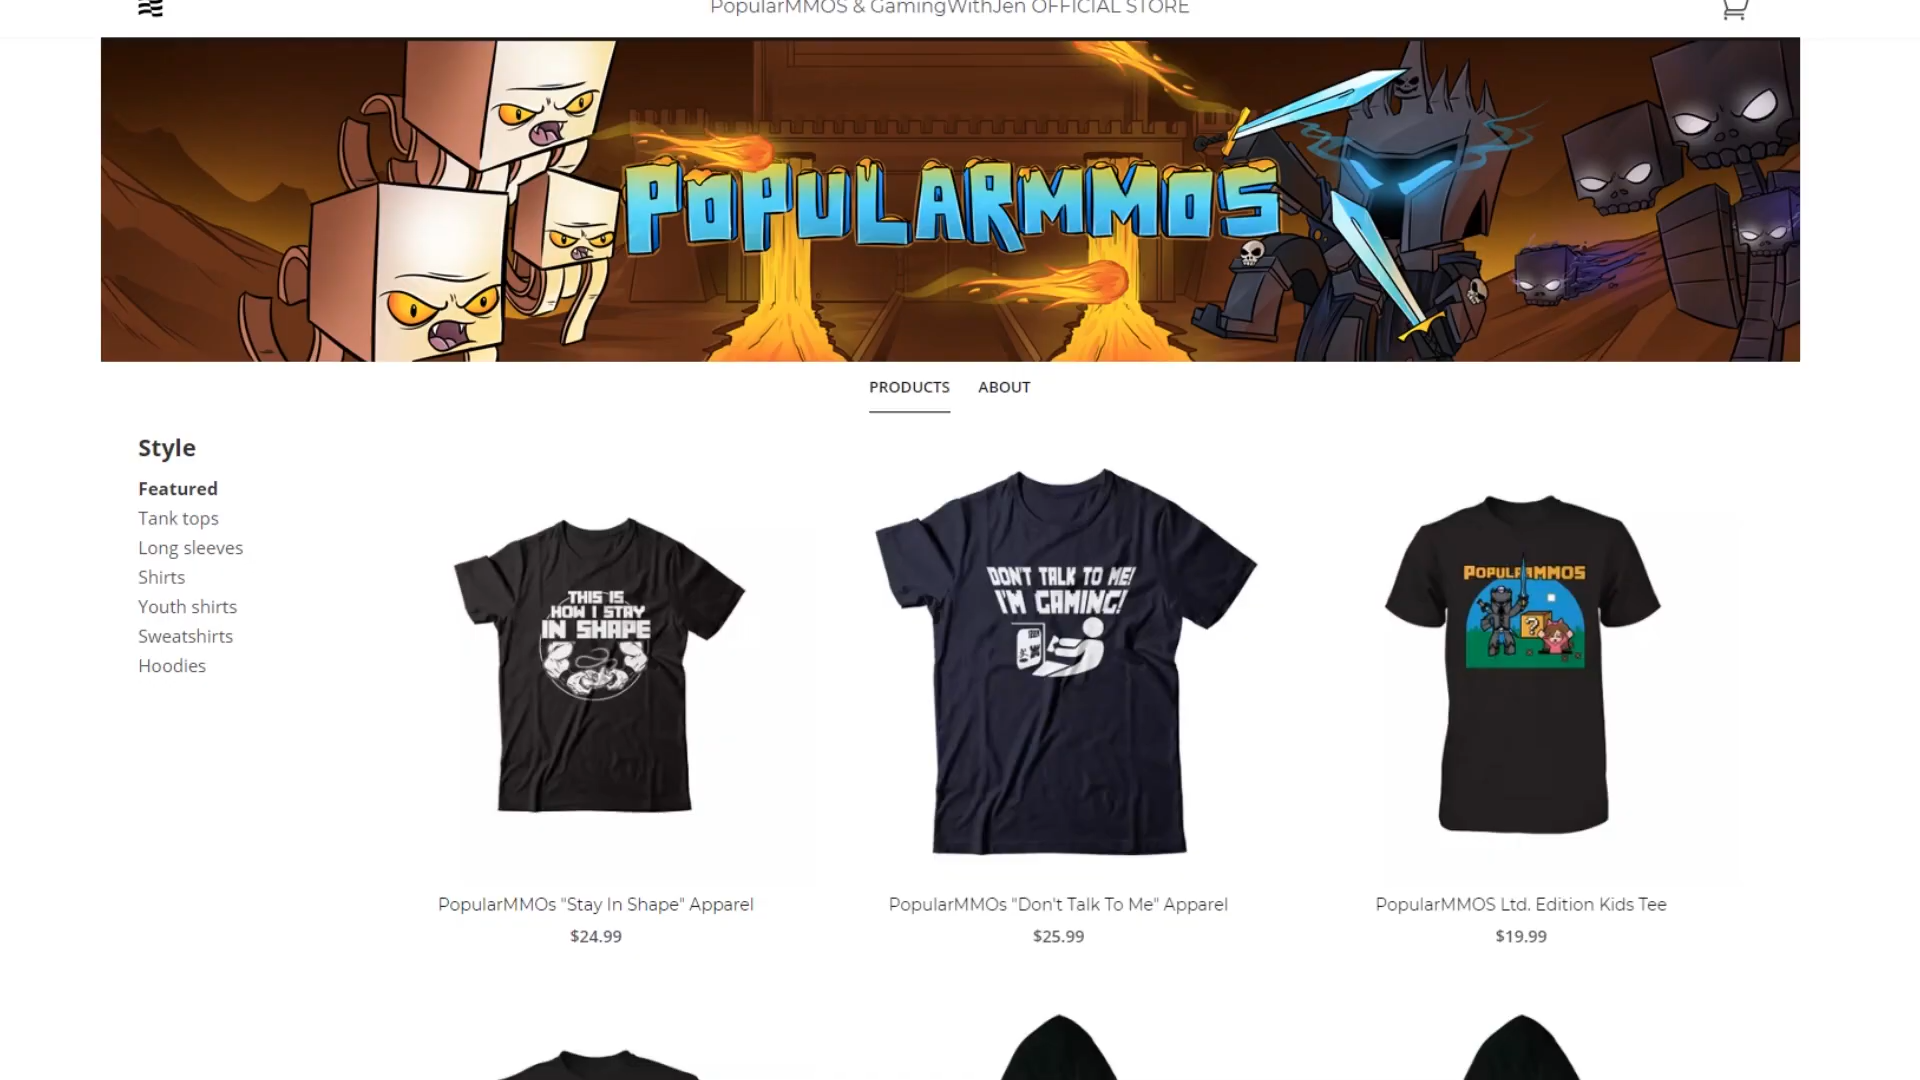 PopularMMOS & GamingWithJen OFFICIAL STORE
POPULARMMOS
PRODUCTS
ABOUT
Style
Featured
Tank tops
Long sleeves
Shirts
Youth shirts
Sweatshirts
Hoodies
THIS IS
HOW I STAY
IN SHAPE
DON'T TALK TO ME!
I'M GAMING!
POPULARMMOS
?
PopularMMOs "Stay In Shape" Apparel
$24.99
PopularMMOs "Don't Talk To Me" Apparel
$25.99
PopularMMOS Ltd. Edition Kids Tee
$19.99